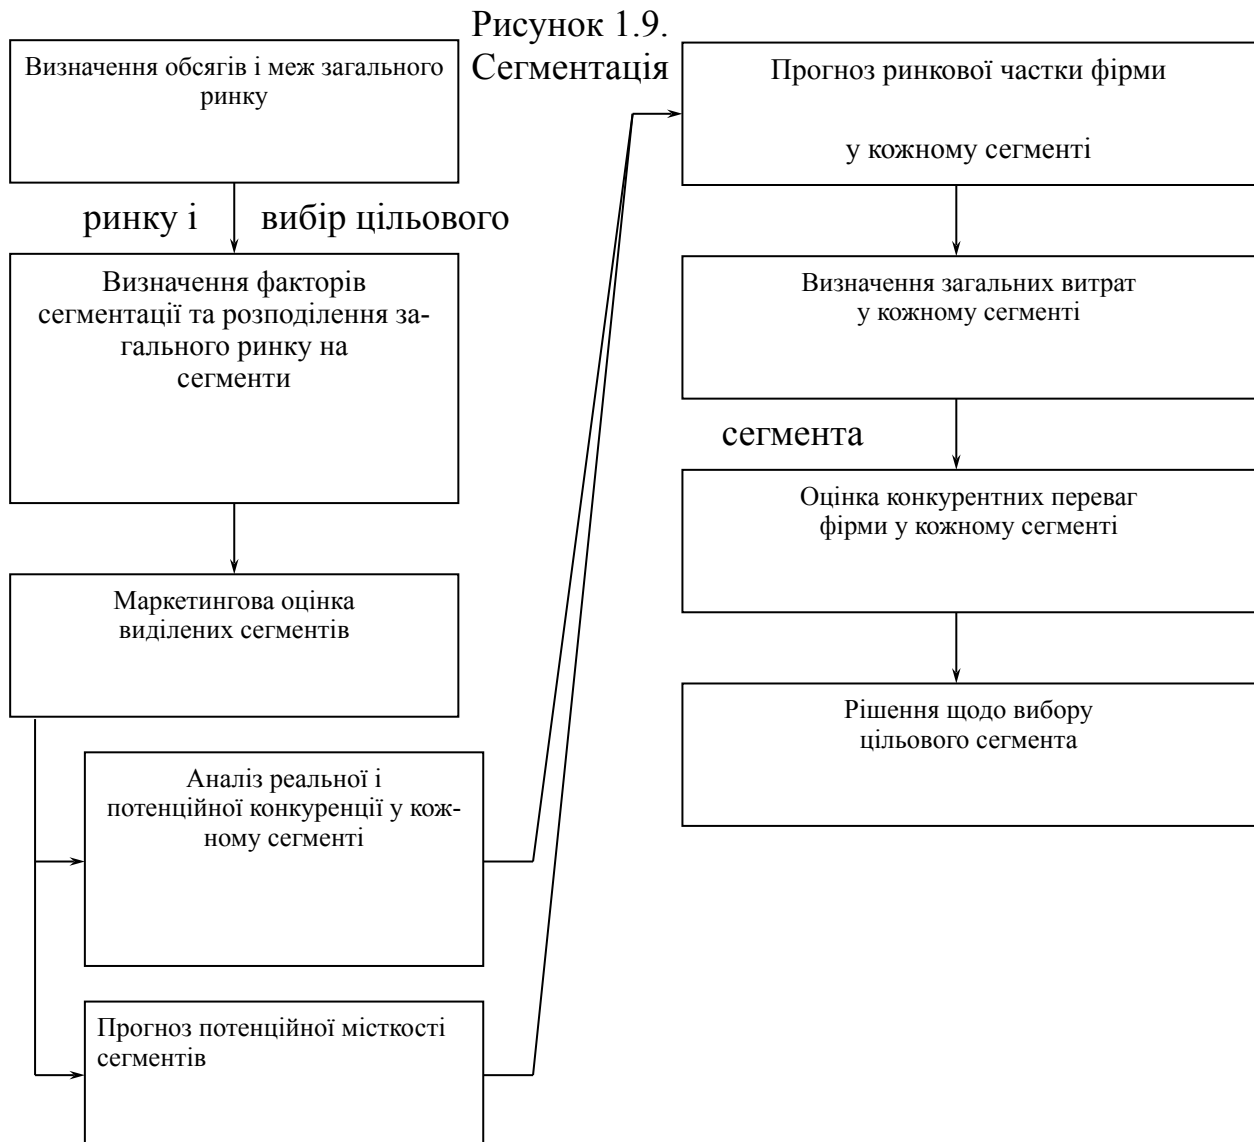 Рисунок 1.9.
Сегментація
Визначення обсягів і меж загального
ринку
ринку і
вибір цільового
Визначення факторів
сегментації та розподілення за-
гального ринку на
сегменти
Маркетингова оцінка
виділених сегментів
Аналіз реальної і
потенційної конкуренції у кож-
ному сегменті
Прогноз потенційної місткості
сегментів
Прогноз ринкової частки фірми
у кожному сегменті
Визначення загальних витрат
у кожному сегменті
сегмента
Оцінка конкурентних переваг
фірми у кожному сегменті
Рішення щодо вибору
цільового сегмента